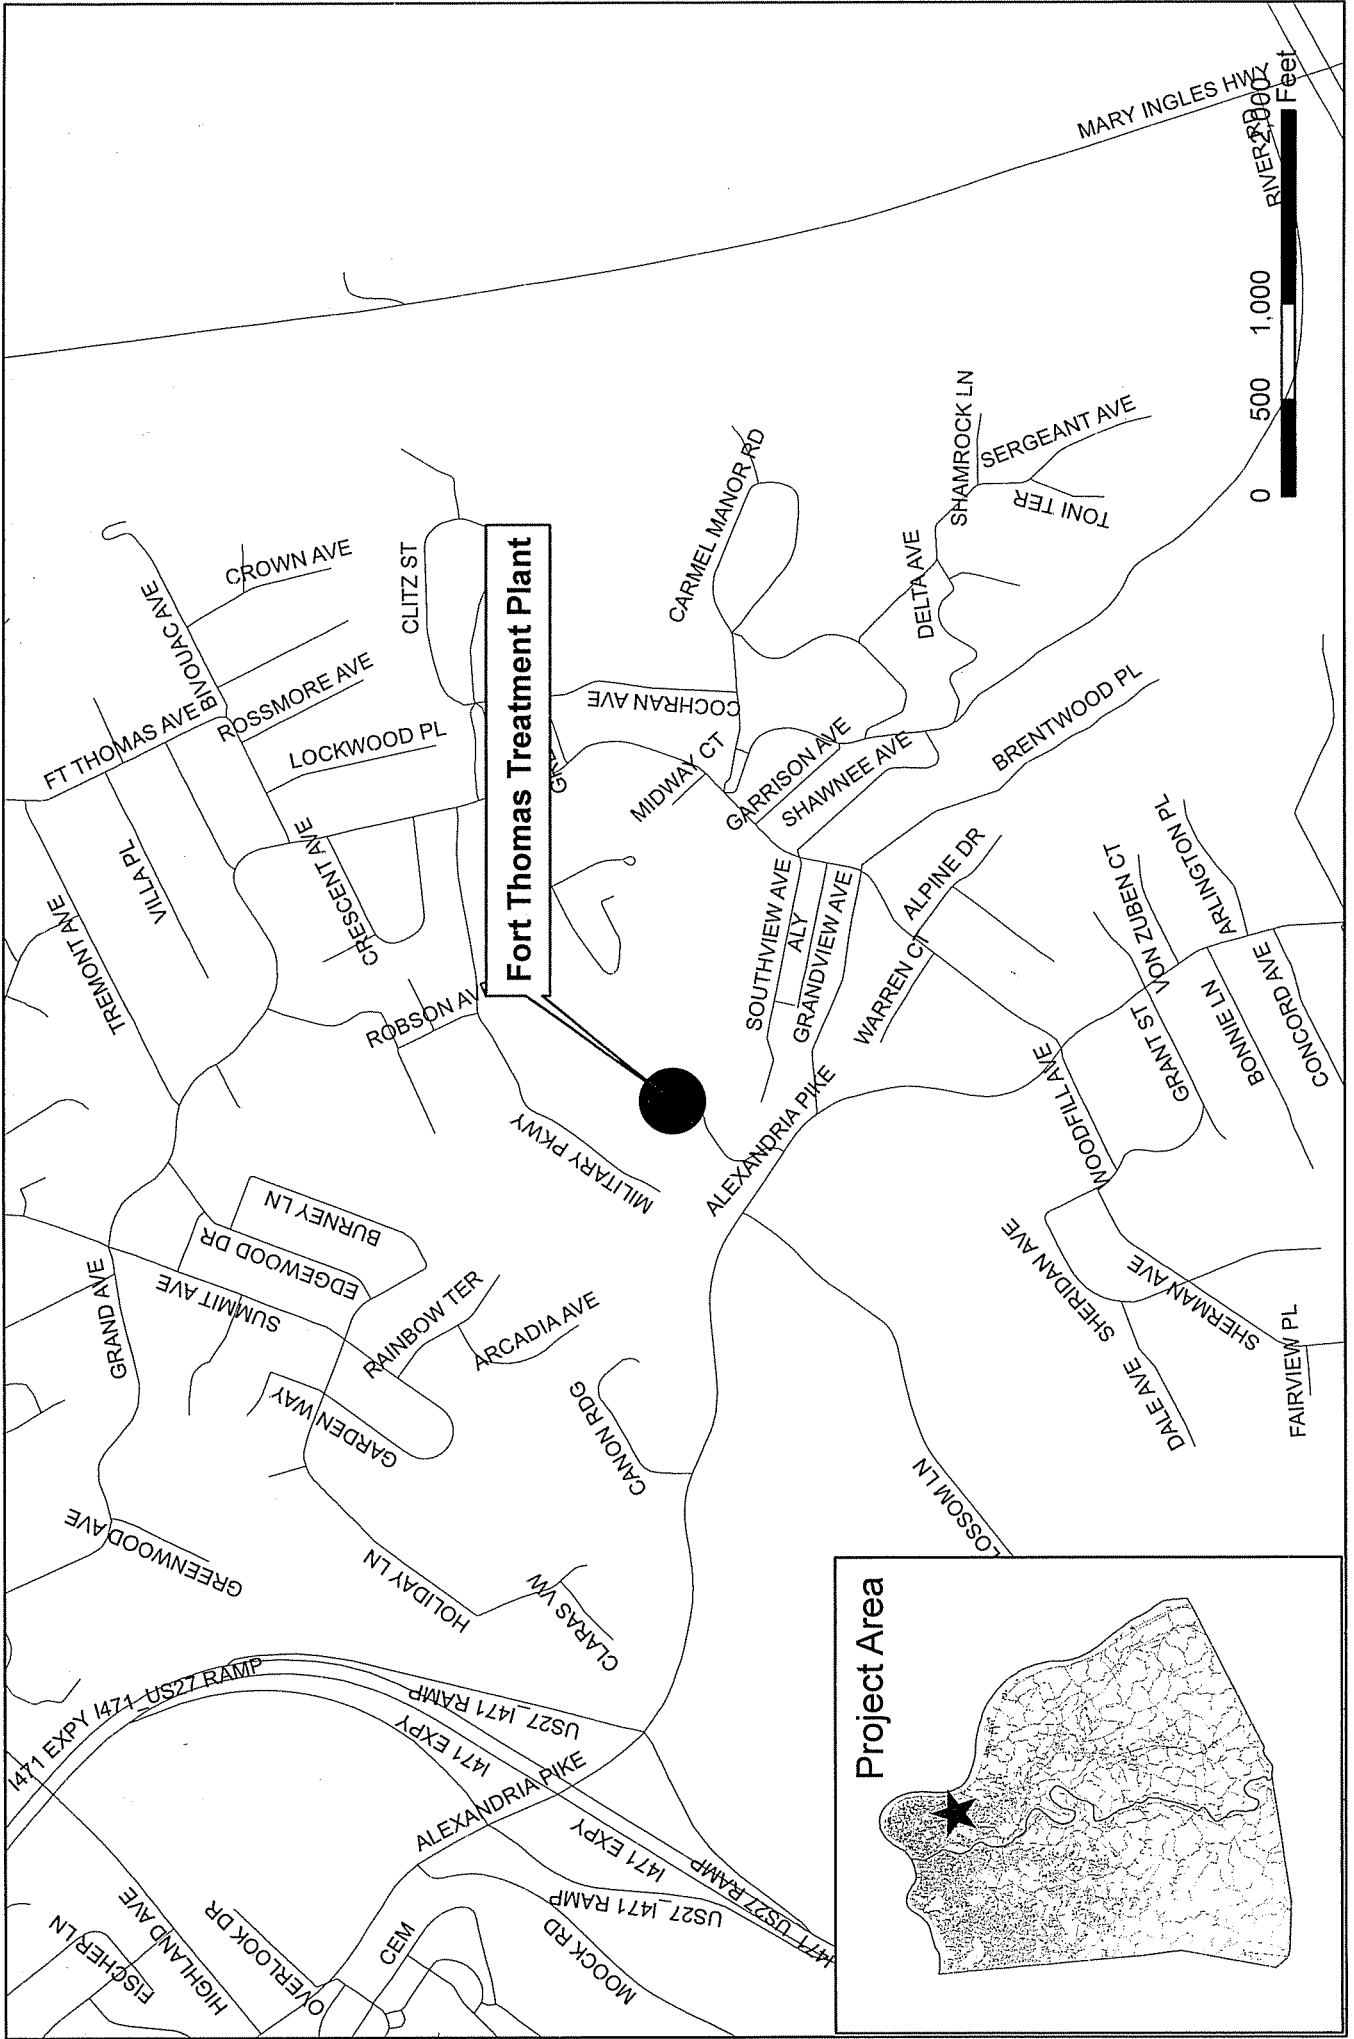 I471 EXPY
I471_US27 RAMP
GREENWOOD AVE
GRAND AVE
SUMMIT AVE
EDGEWOOD DR
BURNEY LN
TREMONT AVE
VILLA PL
FT THOMAS AVE
BIVOUAC AVE
CROWN AVE
ROSSMORE AVE
LOCKWOOD PL
CRESCENT AVE
ROBSON AVE
CLITZ ST
MILITARY PKWY
RAINBOW TER
ARCADIA AVE
GARDEN WAY
HOLIDAY LN
CLARAS VW
CANON RDG
US27_I471 RAMP
I471 EXPY
ALEXANDRIA PIKE
I471 EXPY
US27_I471 RAMP
I471_US27 RAMP
FISCHER LN
HIGHLAND AVE
OVERLOOK DR
CEM
MOOCK RD
Fort Thomas Treatment Plant
GRE
COCHRAN AVE
MIDWAY CT
CARMEL MANOR RD
GARRISON AVE
SHAWNEE AVE
DELTA AVE
SHAMROCK LN
SERGEANT AVE
TONI TER
BRENTWOOD PL
SOUTHVIEW AVE
ALY
GRANDVIEW AVE
WARREN CT
ALPINE DR
ALEXANDRIA PIKE
WOODFILL AVE
GRANT ST
VON ZUBEN CT
ARLINGTON PL
BONNIE LN
CONCORD AVE
SHERIDAN AVE
SHERMAN AVE
DALE AVE
FAIRVIEW PL
LOSSOM LN
MARY INGLES HWY
RIVER RD
0 500 1,000 2,000
Feet
Project Area